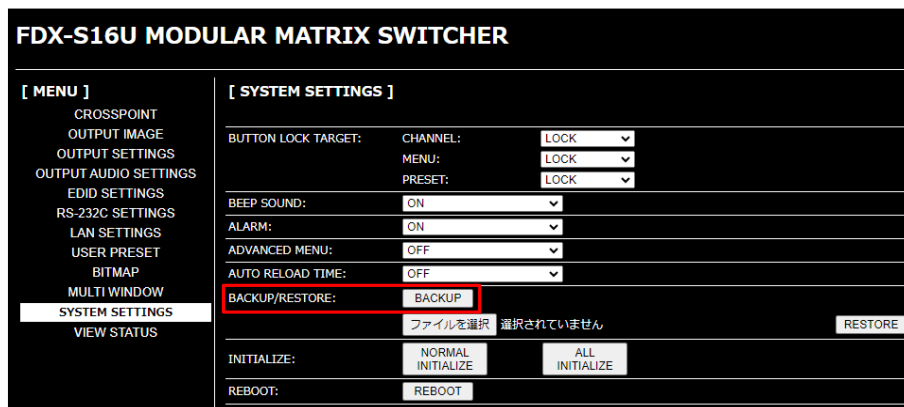 FDX-S16U MODULAR MATRIX SWITCHER
[ MENU ]
CROSSPOINT
OUTPUT IMAGE
OUTPUT SETTINGS
OUTPUT AUDIO SETTINGS
EDID SETTINGS
RS-232C SETTINGS
LAN SETTINGS
USER PRESET
BITMAP
MULTI WINDOW
SYSTEM SETTINGS
VIEW STATUS
[ SYSTEM SETTINGS ]
BUTTON LOCK TARGET: CHANNEL: LOCK
MENU: LOCK
PRESET: LOCK
BEEP SOUND: ON
ALARM: ON
ADVANCED MENU: OFF
AUTO RELOAD TIME: OFF
BACKUP/RESTORE: BACKUP
ファイルを選択 選択されていません RESTORE
INITIALIZE: NORMAL INITIALIZE ALL INITIALIZE
REBOOT: REBOOT